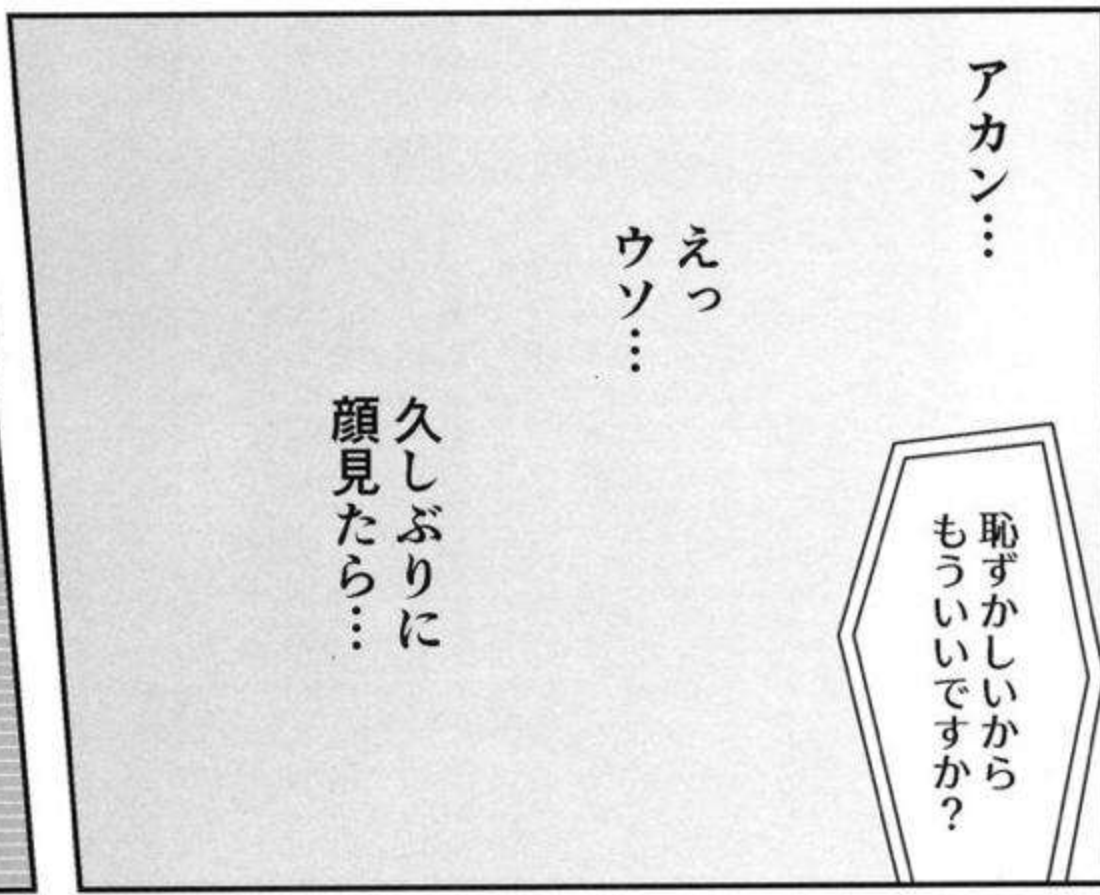 アカン…
恥ずかしいから
もういいですか？
えっ
ウソ…
久しぶりに
顔見たら…